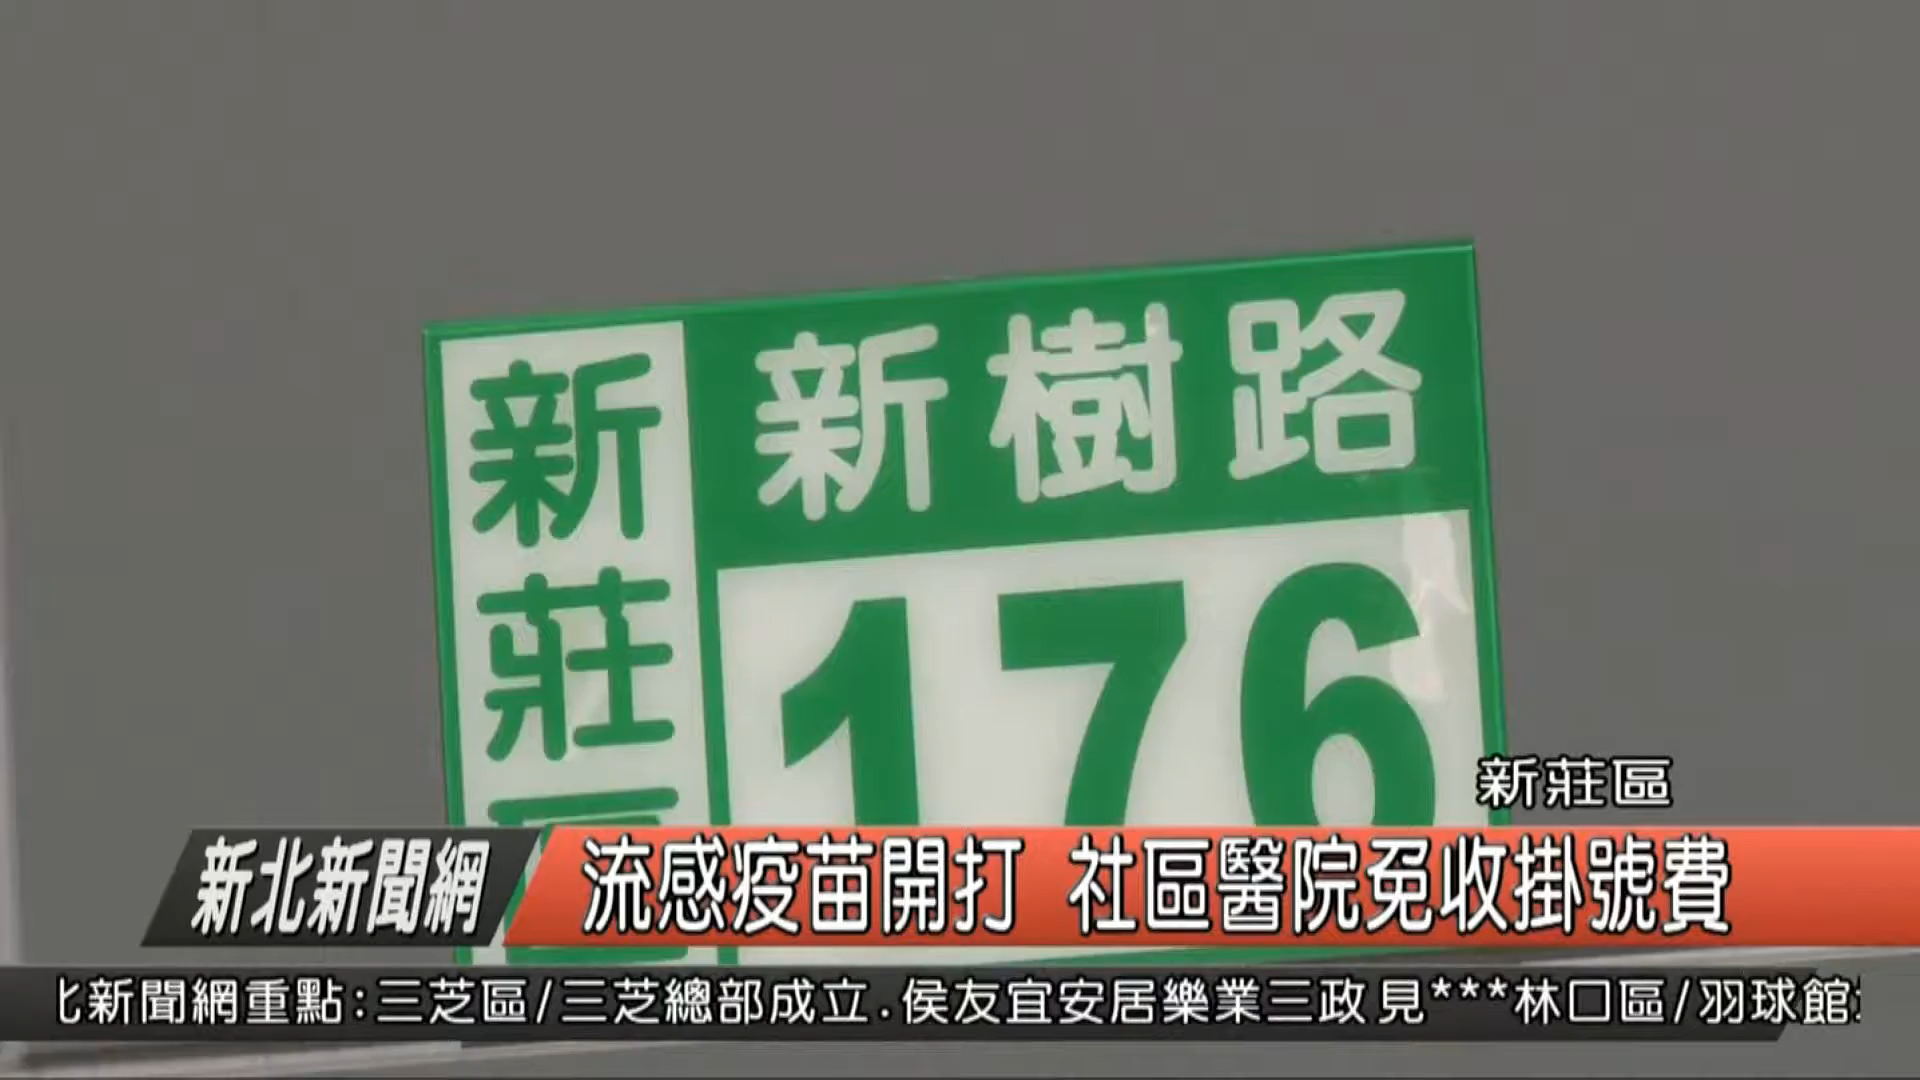 新莊區
新樹路
176
新莊區
新北新聞網
流感疫苗開打 社區醫院免收掛號費
新聞網重點:三芝區/三芝總部成立.侯友宜安居樂業三政見***林口區/羽球館